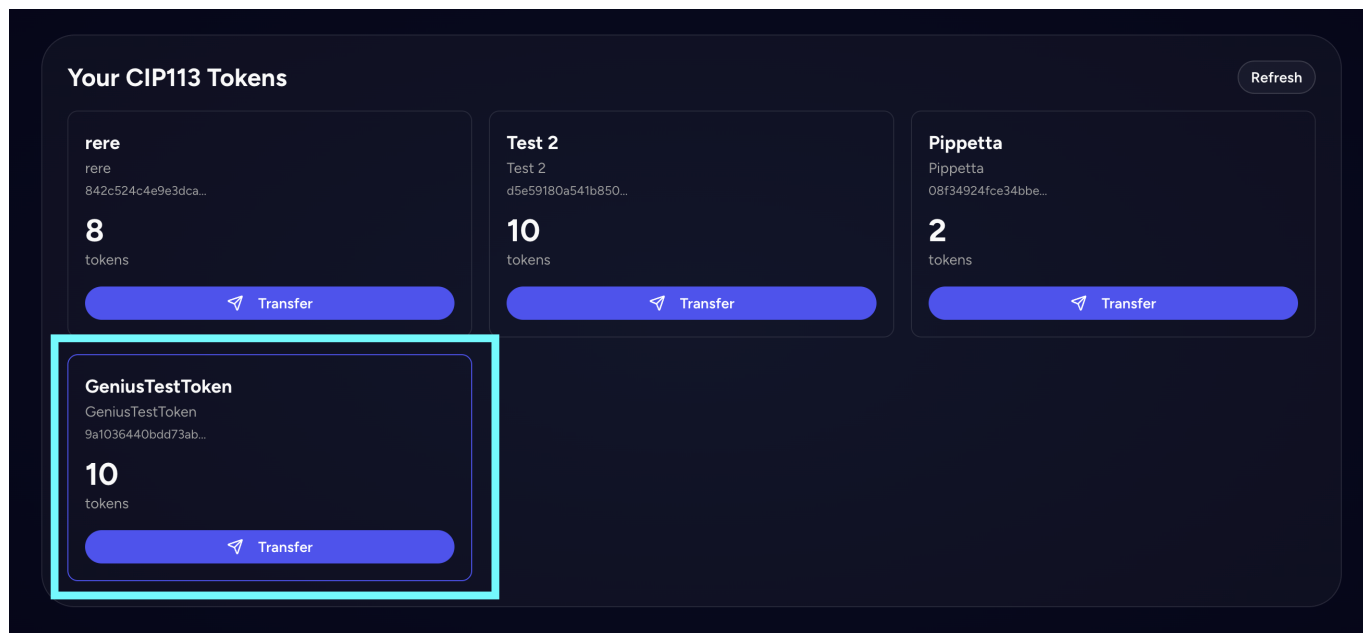 Your CIP113 Tokens
Refresh
rere
rere
842c524c4e9e3dca...
8
tokens
Transfer
Test 2
Test 2
d5e59180a541b850...
10
tokens
Transfer
Pippetta
Pippetta
08f34924fce34bbe...
2
tokens
Transfer
GeniusTestToken
GeniusTestToken
9a1036440bdd73ab...
10
tokens
Transfer